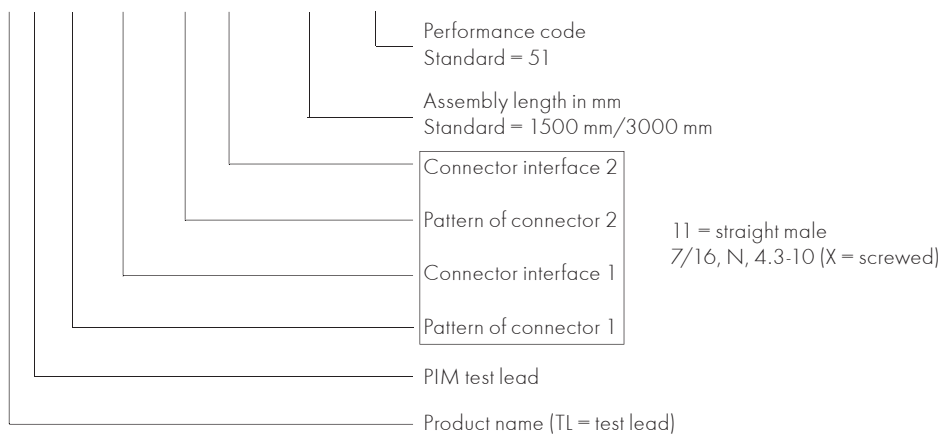 Performance code
Standard = 51
Assembly length in mm
Standard = 1500 mm/3000 mm
Connector interface 2
Pattern of connector 2
11 = straight male
7/16, N, 4.3-10 (X = screwed)
Connector interface 1
Pattern of connector 1
PIM test lead
Product name (TL = test lead)